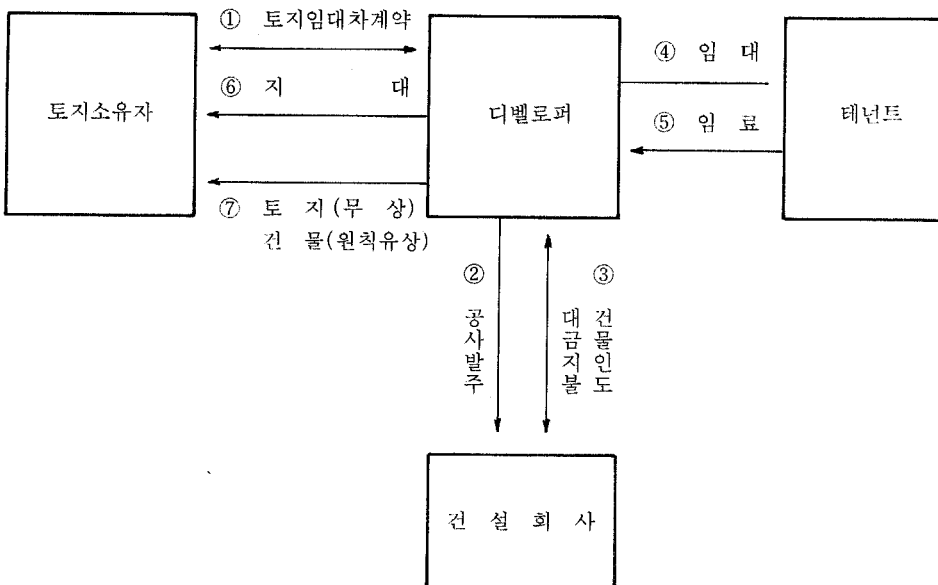 ① 토지임대차계약
⑥ 지 대
토지소유자
⑦ 토 지(무 상)
건 물(원칙유상)
디벨로퍼
④ 임 대
⑤ 임 료
테넌트
② 공사발주
③ 건물인도
대금지불
건 설 회 사